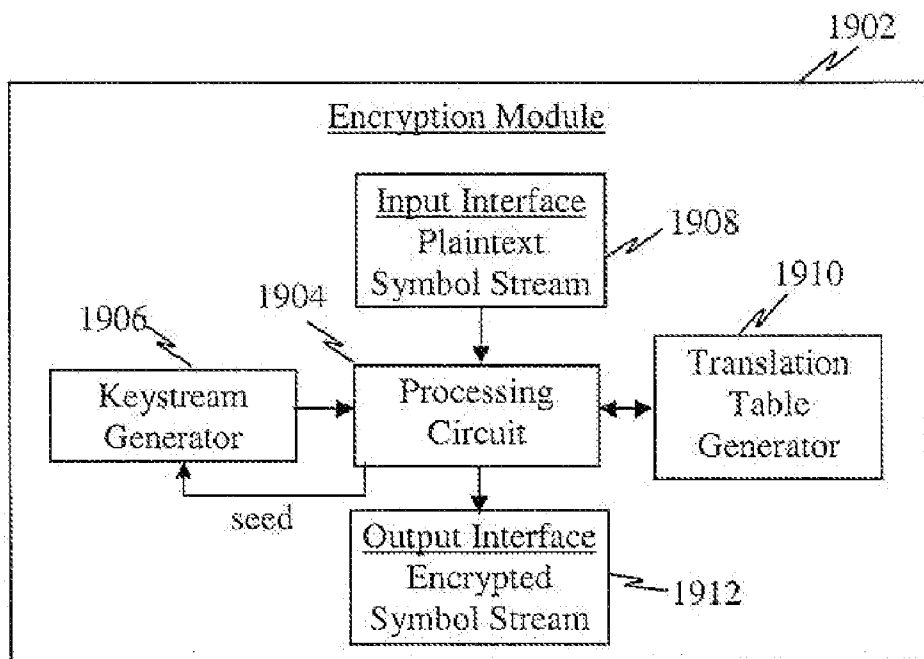 1902
Encryption Module
Input Interface
Plaintext
Symbol Stream
1908
1904
1910
1906
Translation
Table
Generator
Keystream
Generator
Processing
Circuit
seed
Output Interface
Encrypted
Symbol Stream
1912